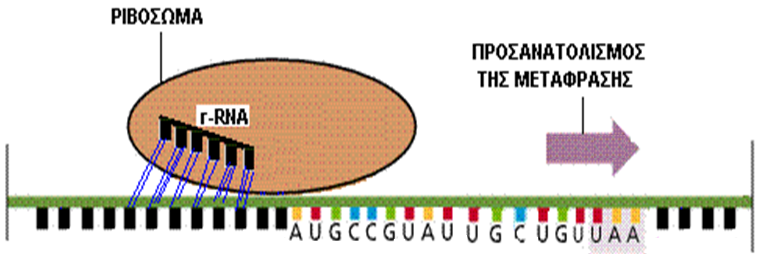 ΡΙΒΟΣΩΜΑ
ΠΡΟΣΑΝΑΤΟΛΙΣΜΟΣ
ΤΗΣ ΜΕΤΑΦΡΑΣΗΣ
r-RNA
AUGCCGUAUUGCUGUUAA